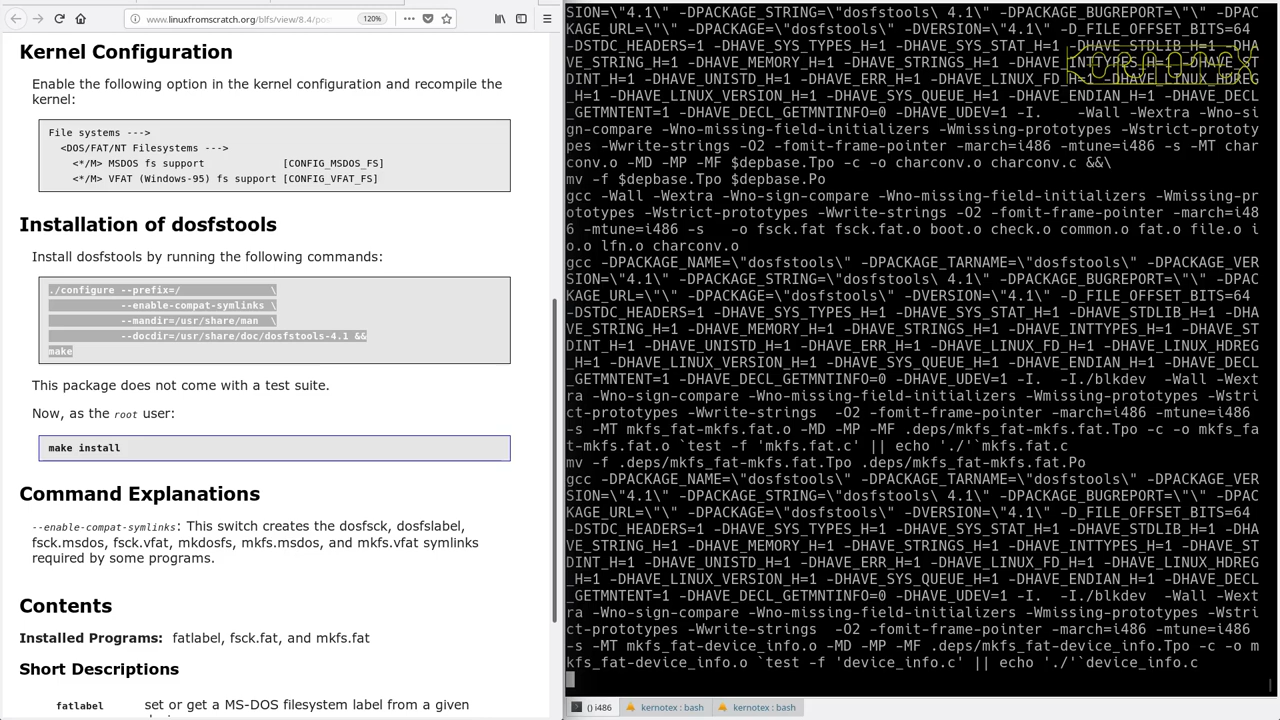 www.linuxfromscratch.org/blfs/view/8.4/post
120%
Kernel Configuration
Enable the following option in the kernel configuration and recompile the
kernel:
File systems --->
<DOS/FAT/NT Filesystems --->
<*/M> MSDOS fs support [CONFIG_MSDOS_FS]
<*/M> VFAT (Windows-95) fs support [CONFIG_VFAT_FS]
Installation of dosfstools
Install dosfstools by running the following commands:
./configure --prefix=/ \
--enable-compat-symlinks \
--mandir=/usr/share/man \
--docdir=/usr/share/doc/dosfstools-4.1 &&
make
This package does not come with a test suite.
Now, as the root user:
make install
Command Explanations
--enable-compat-symlinks: This switch creates the dosfsck, dosfslabel,
fsck.msdos, fsck.vfat, mkdosfs, mkfs.msdos, and mkfs.vfat symlinks
required by some programs.
Contents
Installed Programs: fatlabel, fsck.fat, and mkfs.fat
Short Descriptions
fatlabel set or get a MS-DOS filesystem label from a given
SION=\"4.1\" -DPACKAGE_STRING=\"dosfstools\ 4.1\" -DPACKAGE_BUGREPORT=\"\" -DPAC
KAGE_URL=\"\" -DPACKAGE=\"dosfstools\" -DVERSION=\"4.1\" -D_FILE_OFFSET_BITS=64
-DSTDC_HEADERS=1 -DHAVE_SYS_TYPES_H=1 -DHAVE_SYS_STAT_H=1 -DHAVE_STDLIB_H=1 -DHA
VE_STRING_H=1 -DHAVE_MEMORY_H=1 -DHAVE_STRINGS_H=1 -DHAVE_INTTYPES_H=1 -DHAVE_ST
DINT_H=1 -DHAVE_UNISTD_H=1 -DHAVE_ERR_H=1 -DHAVE_LINUX_FD_H=1 -DHAVE_LINUX_HDREG
_H=1 -DHAVE_LINUX_VERSION_H=1 -DHAVE_SYS_QUEUE_H=1 -DHAVE_ENDIAN_H=1 -DHAVE_DECL
_GETMNTENT=1 -DHAVE_DECL_GETMNTINFO=0 -DHAVE_UDEV=1 -I. -Wall -Wextra -Wno-si
gn-compare -Wno-missing-field-initializers -Wmissing-prototypes -Wstrict-prototy
pes -Wwrite-strings -O2 -fomit-frame-pointer -march=i486 -mtune=i486 -s -MT char
conv.o -MD -MP -MF $depbase.Tpo -c -o charconv.o charconv.c &&\
mv -f $depbase.Tpo $depbase.Po
gcc -Wall -Wextra -Wno-sign-compare -Wno-missing-field-initializers -Wmissing-pr
ototypes -Wstrict-prototypes -Wwrite-strings -O2 -fomit-frame-pointer -march=i48
6 -mtune=i486 -s -o fsck.fat fsck.fat.o boot.o check.o common.o fat.o file.o i
o.o lfn.o charconv.o
gcc -DPACKAGE_NAME=\"dosfstools\" -DPACKAGE_TARNAME=\"dosfstools\" -DPACKAGE_VER
SION=\"4.1\" -DPACKAGE_STRING=\"dosfstools\ 4.1\" -DPACKAGE_BUGREPORT=\"\" -DPAC
KAGE_URL=\"\" -DPACKAGE=\"dosfstools\" -DVERSION=\"4.1\" -D_FILE_OFFSET_BITS=64
-DSTDC_HEADERS=1 -DHAVE_SYS_TYPES_H=1 -DHAVE_SYS_STAT_H=1 -DHAVE_STDLIB_H=1 -DHA
VE_STRING_H=1 -DHAVE_MEMORY_H=1 -DHAVE_STRINGS_H=1 -DHAVE_INTTYPES_H=1 -DHAVE_ST
DINT_H=1 -DHAVE_UNISTD_H=1 -DHAVE_ERR_H=1 -DHAVE_LINUX_FD_H=1 -DHAVE_LINUX_HDREG
_H=1 -DHAVE_LINUX_VERSION_H=1 -DHAVE_SYS_QUEUE_H=1 -DHAVE_ENDIAN_H=1 -DHAVE_DECL
_GETMNTENT=1 -DHAVE_DECL_GETMNTINFO=0 -DHAVE_UDEV=1 -I. -I./blkdev -Wall -Wext
ra -Wno-sign-compare -Wno-missing-field-initializers -Wmissing-prototypes -Wstri
ct-prototypes -Wwrite-strings -O2 -fomit-frame-pointer -march=i486 -mtune=i486
-s -MT mkfs_fat-mkfs.fat.o -MD -MP -MF .deps/mkfs_fat-mkfs.fat.Tpo -c -o mkfs_fa
t-mkfs.fat.o `test -f 'mkfs.fat.c' || echo './'`mkfs.fat.c
mv -f .deps/mkfs_fat-mkfs.fat.Tpo .deps/mkfs_fat-mkfs.fat.Po
gcc -DPACKAGE_NAME=\"dosfstools\" -DPACKAGE_TARNAME=\"dosfstools\" -DPACKAGE_VER
SION=\"4.1\" -DPACKAGE_STRING=\"dosfstools\ 4.1\" -DPACKAGE_BUGREPORT=\"\" -DPAC
KAGE_URL=\"\" -DPACKAGE=\"dosfstools\" -DVERSION=\"4.1\" -D_FILE_OFFSET_BITS=64
-DSTDC_HEADERS=1 -DHAVE_SYS_TYPES_H=1 -DHAVE_SYS_STAT_H=1 -DHAVE_STDLIB_H=1 -DHA
VE_STRING_H=1 -DHAVE_MEMORY_H=1 -DHAVE_STRINGS_H=1 -DHAVE_INTTYPES_H=1 -DHAVE_ST
DINT_H=1 -DHAVE_UNISTD_H=1 -DHAVE_ERR_H=1 -DHAVE_LINUX_FD_H=1 -DHAVE_LINUX_HDREG
_H=1 -DHAVE_LINUX_VERSION_H=1 -DHAVE_SYS_QUEUE_H=1 -DHAVE_ENDIAN_H=1 -DHAVE_DECL
_GETMNTENT=1 -DHAVE_DECL_GETMNTINFO=0 -DHAVE_UDEV=1 -I. -I./blkdev -Wall -Wext
ra -Wno-sign-compare -Wno-missing-field-initializers -Wmissing-prototypes -Wstri
ct-prototypes -Wwrite-strings -O2 -fomit-frame-pointer -march=i486 -mtune=i486
-s -MT mkfs_fat-device_info.o -MD -MP -MF .deps/mkfs_fat-device_info.Tpo -c -o m
kfs_fat-device_info.o `test -f 'device_info.c' || echo './'`device_info.c
() i486
kernotex : bash
kernotex : bash